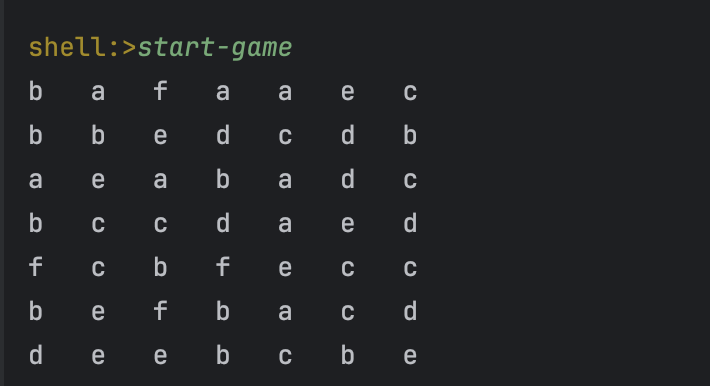 shell:>start-game
b a f a a e c
b b e d c d b
a e a b a d c
b c c d a e d
f c b f e c c
b e f b a c d
d e e b c b e